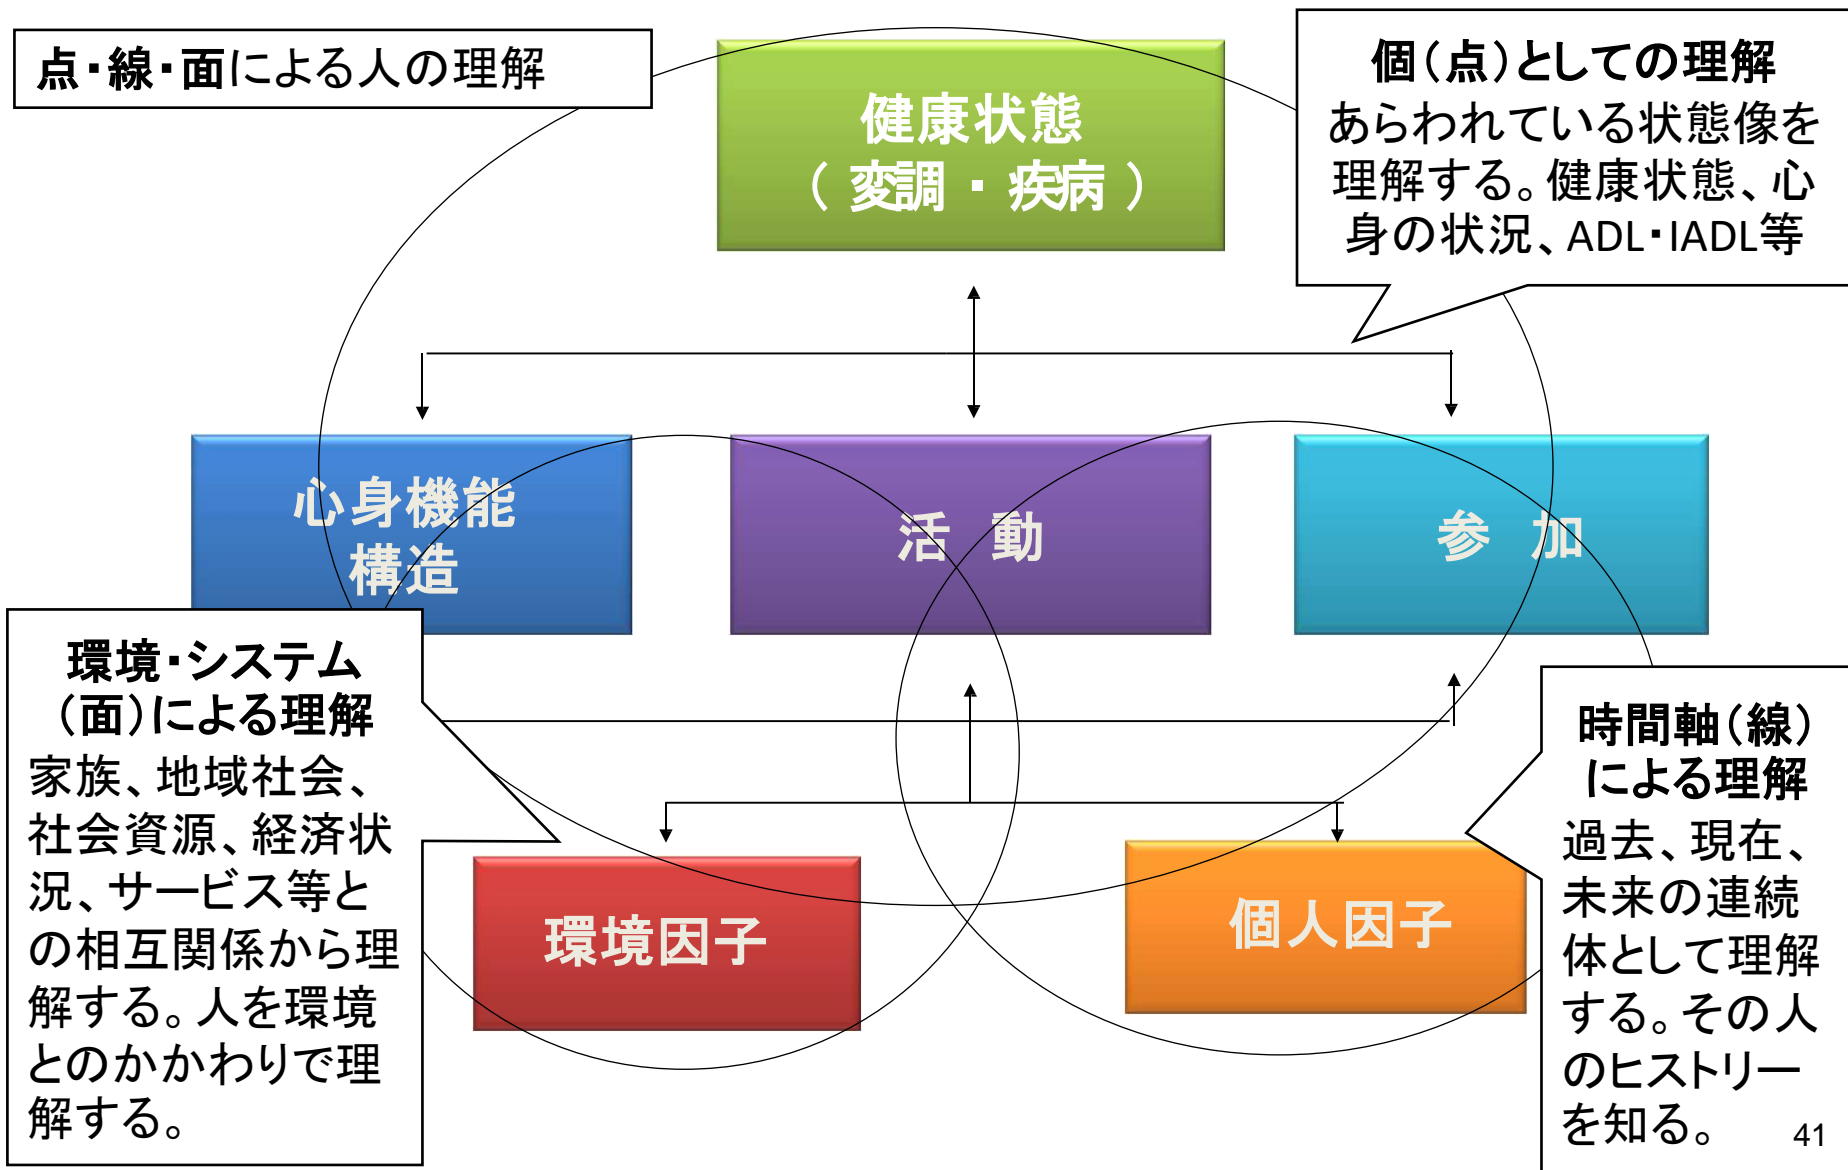 点・線・面による人の理解
個（点）としての理解
あらわれている状態像を
理解する。健康状態、心
身の状況、ADL・IADL等
健康状態
（ 変調 ・ 疾病 ）
心身機能
構造
活　動
参　加
環境・システム
（面）による理解
家族、地域社会、
社会資源、経済状
況、サービス等と
の相互関係から理
解する。人を環境
とのかかわりで理
解する。
時間軸（線）
による理解
過去、現在、
未来の連続
体として理解
する。その人
のヒストリー
を知る。
環境因子
個人因子
41